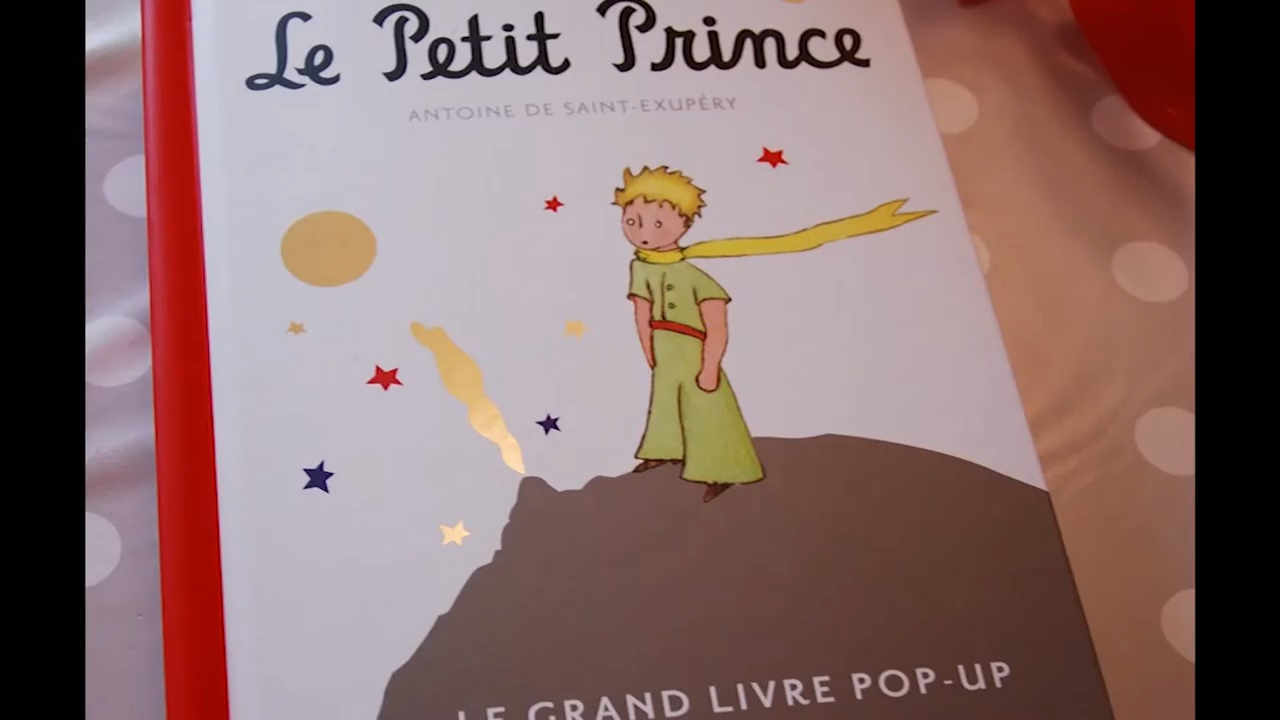 Le Petit Prince
ANTOINE DE SAINT-EXUPÉRY
LE GRAND LIVRE POP-UP